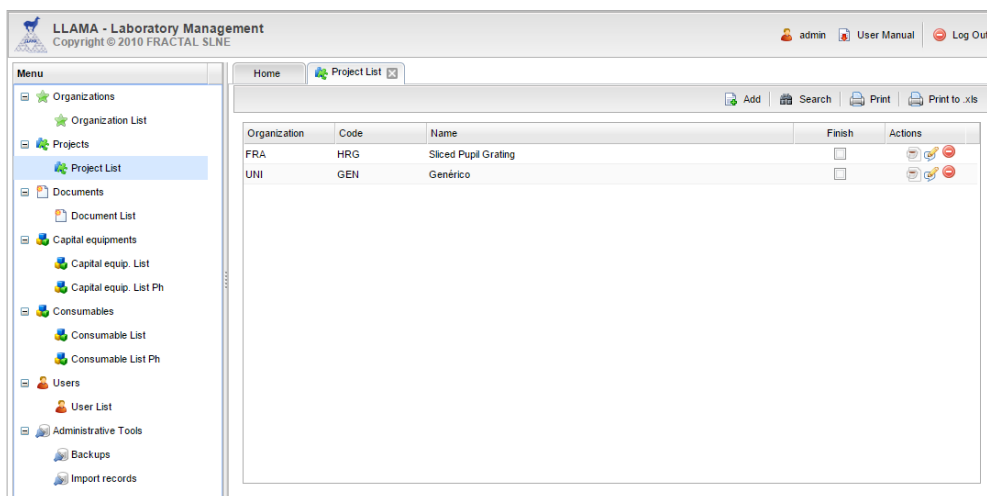 LLAMA - Laboratory Management
Copyright © 2010 FRACTAL SLNE
admin User Manual Log Out
Menu
Organizations
Organization List
Projects
Project List
Documents
Document List
Capital equipments
Capital equip. List
Capital equip. List Ph
Consumables
Consumable List
Consumable List Ph
Users
User List
Administrative Tools
Backups
Import records
Home Project List
Add Search Print Print to .xls
Organization Code Name Finish Actions
FRA HRG Sliced Pupil Grating
UNI GEN Genérico